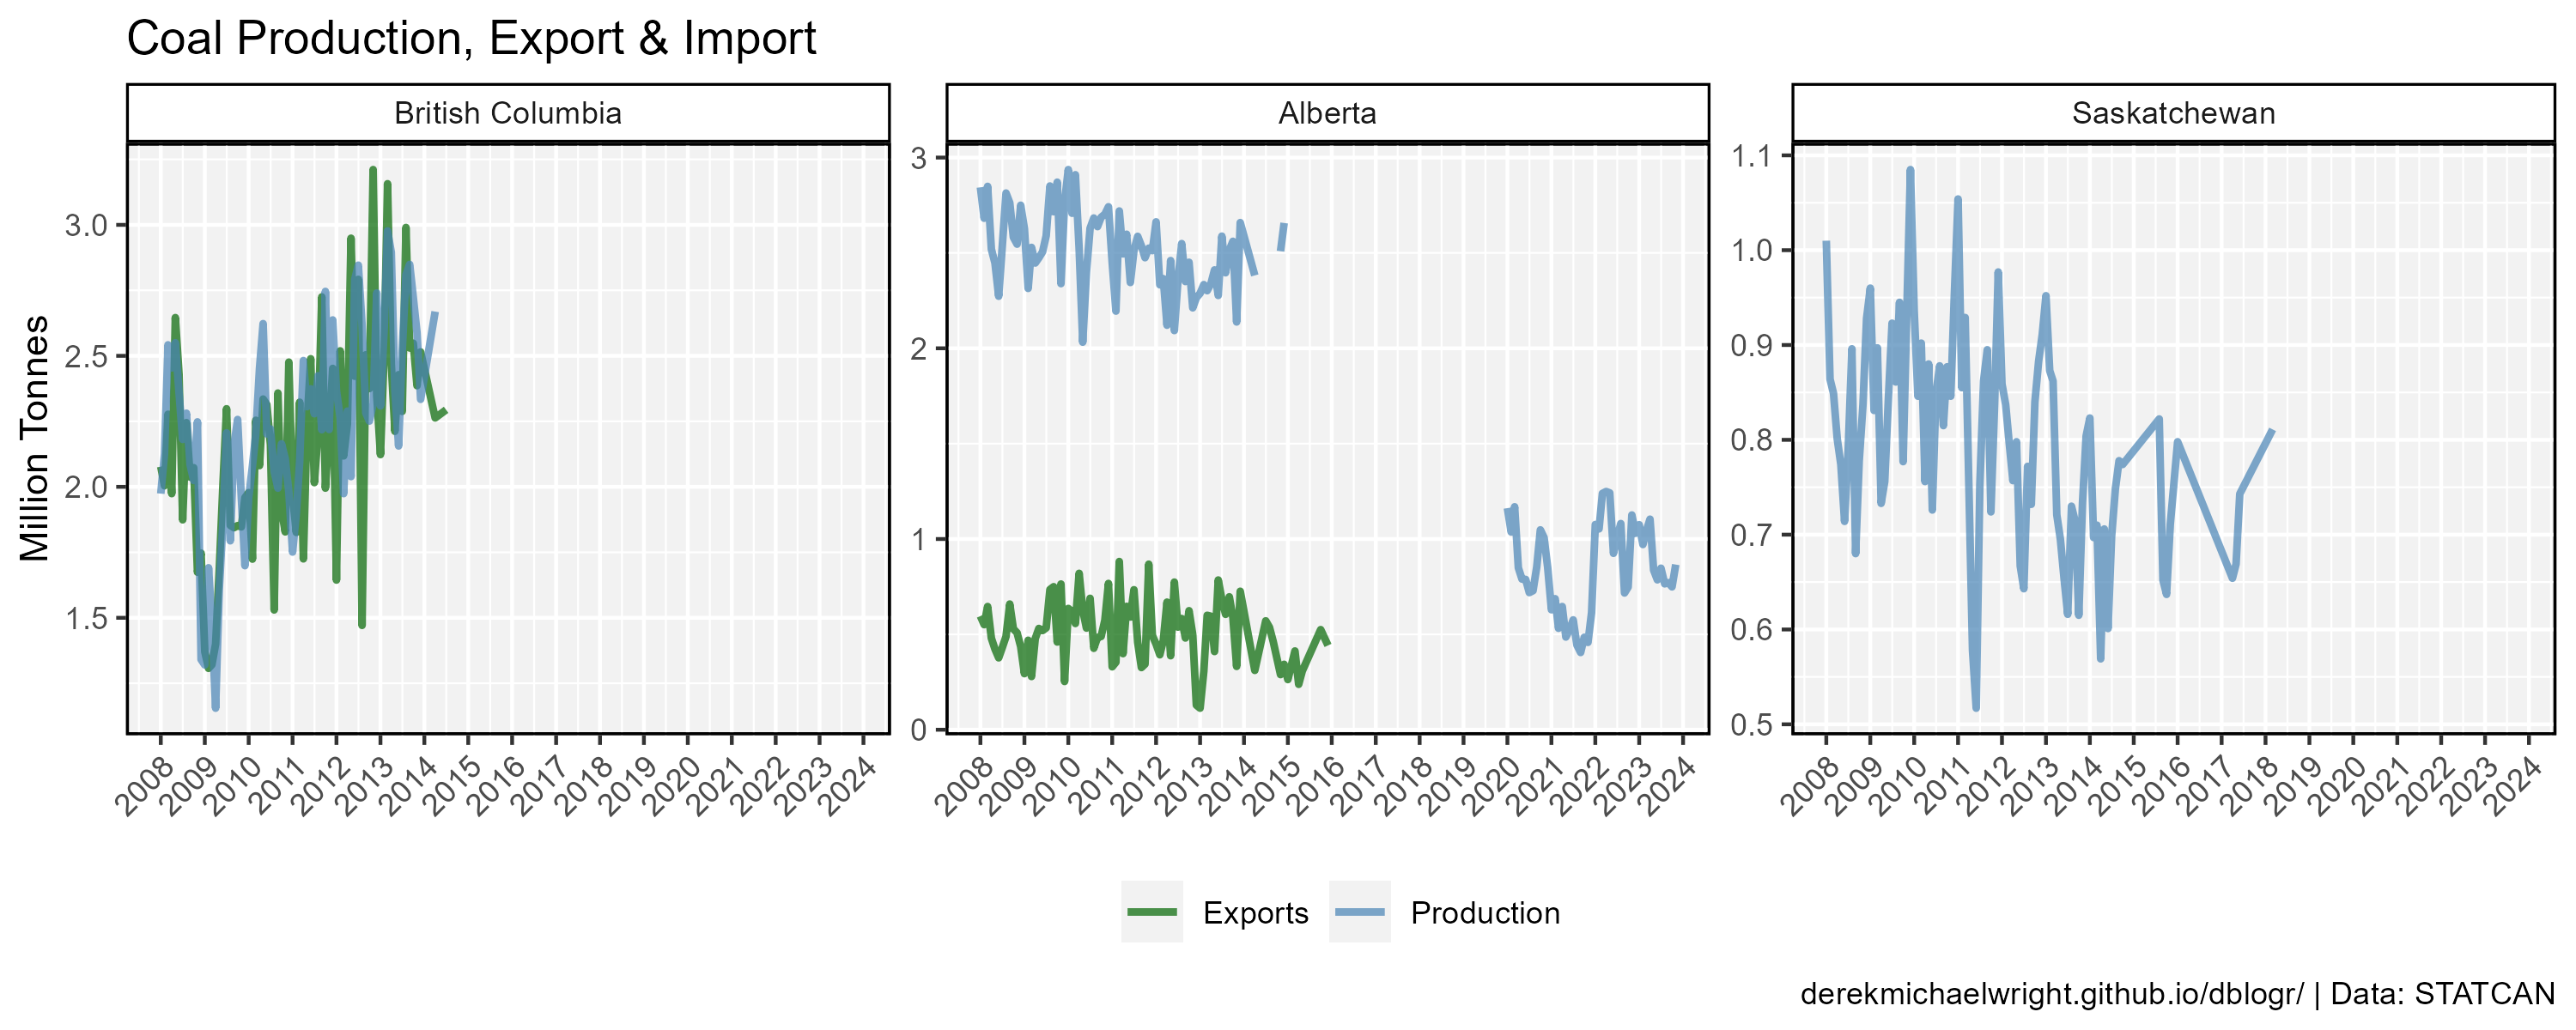 Coal Production, Export & Import
British Columbia
Alberta
Saskatchewan
Million Tonnes
3.0
2.5
2.0
1.5
3
2
1
0
1.1
1.0
0.9
0.8
0.7
0.6
0.5
2008 2009 2010 2011 2012 2013 2014 2015 2016 2017 2018 2019 2020 2021 2022 2023 2024
2008 2009 2010 2011 2012 2013 2014 2015 2016 2017 2018 2019 2020 2021 2022 2023 2024
2008 2009 2010 2011 2012 2013 2014 2015 2016 2017 2018 2019 2020 2021 2022 2023 2024
Exports Production
derekmichaelwright.github.io/dblogr/ | Data: STATCAN